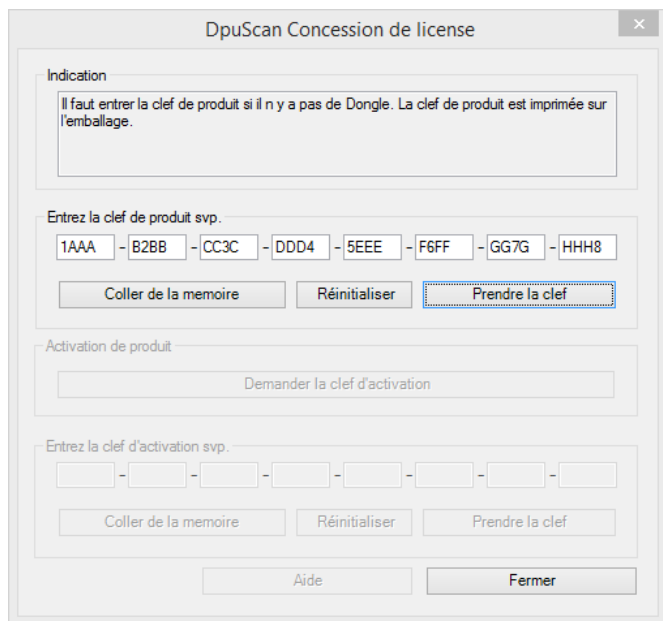 DpuScan Concession de license
Indication
Il faut entrer la clef de produit si il n y a pas de Dongle. La clef de produit est imprimée sur
l'emballage.
Entrez la clef de produit svp.
1AAA - B2BB - CC3C - DDD4 - 5EEE - F6FF - GG7G - HHH8
Coller de la memoire Réinitialiser Prendre la clef
Activation de produit
Demander la clef d'activation
Entrez la clef d'activation svp.
- - - - - - -
Coller de la memoire Réinitialiser Prendre la clef
Aide Fermer